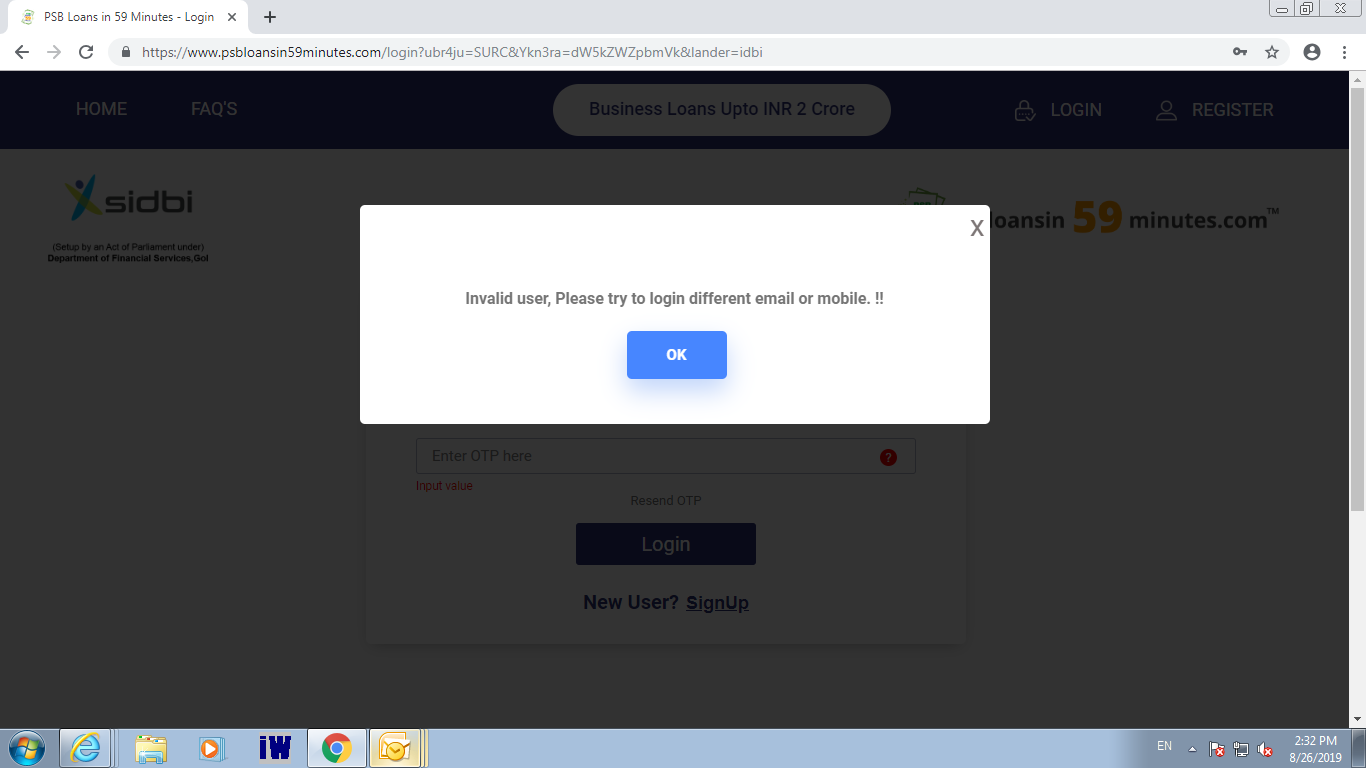 PSB Loans in 59 Minutes - Login
https://www.psbloansin59minutes.com/login?ubr4ju=SURC&Ykn3ra=dW5kZWZpbmVk&lander=idbi
HOME FAQ'S Business Loans Upto INR 2 Crore LOGIN REGISTER
sidbi
(Setup by an Act of Parliament under)
Department of Financial Services,GoI
loansin 59 minutes.com™
X
Invalid user, Please try to login different email or mobile. !!
OK
Enter OTP here ?
Input value
Resend OTP
Login
New User? SignUp
iW
EN
2:32 PM
8/26/2019